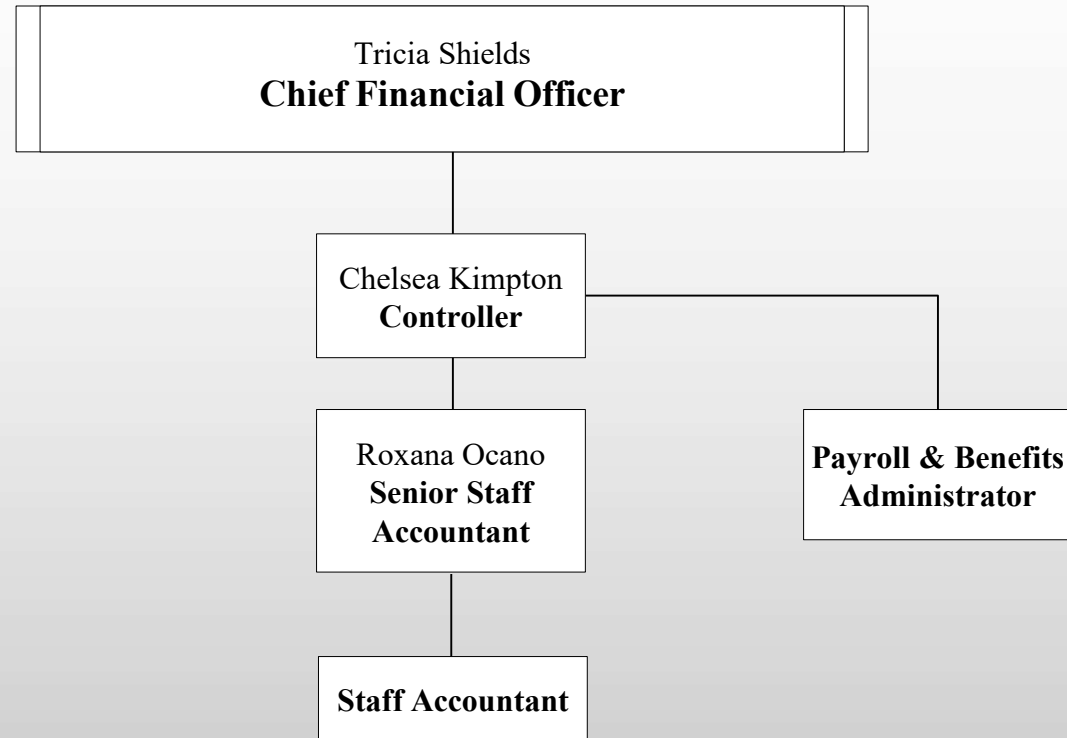 Tricia Shields
Chief Financial Officer
Chelsea Kimpton
Controller
Roxana Ocano
Senior Staff
Accountant
Payroll & Benefits
Administrator
Staff Accountant